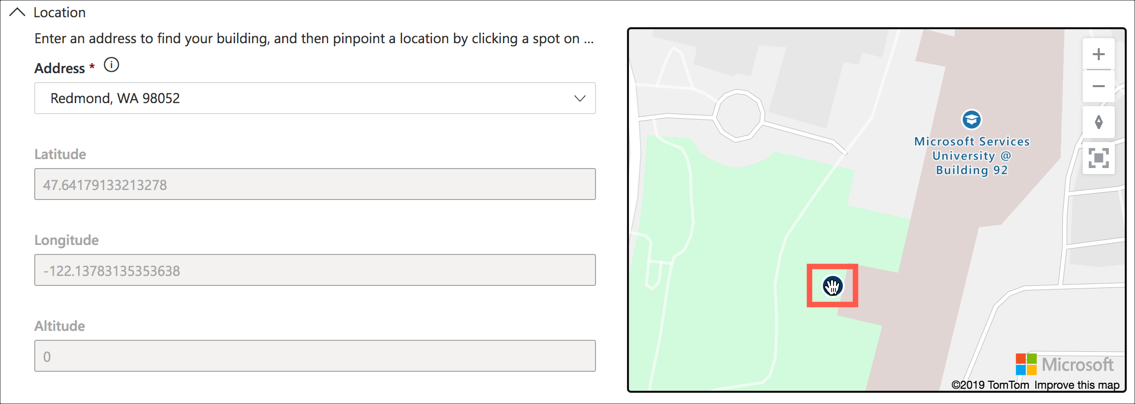 Location
Enter an address to find your building, and then pinpoint a location by clicking a spot on ...
Address *
Redmond, WA 98052
Latitude
47.64179133213278
Longitude
-122.13783135353638
Altitude
0
Microsoft Services
University @
Building 92
Microsoft
©2019 TomTom Improve this map